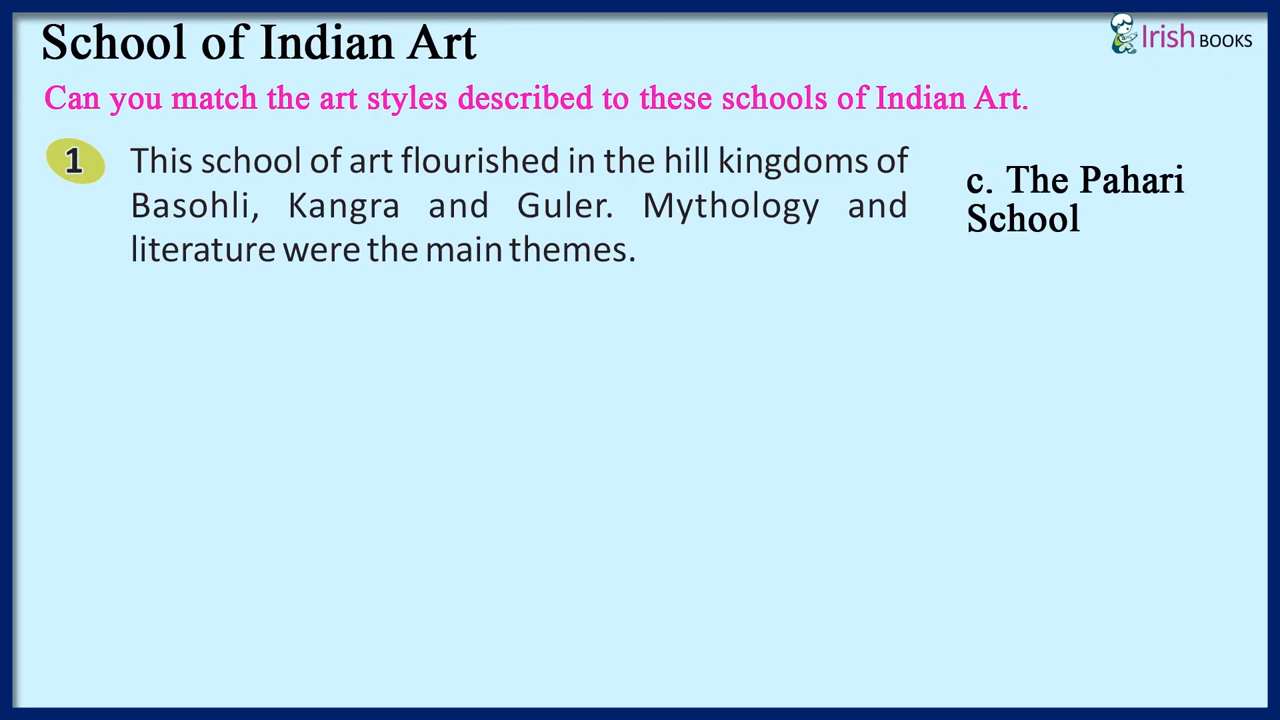 School of Indian Art
Irish BOOKS
Can you match the art styles described to these schools of Indian Art.
1 This school of art flourished in the hill kingdoms of
Basohli, Kangra and Guler. Mythology and
literature were the main themes.
c. The Pahari
School